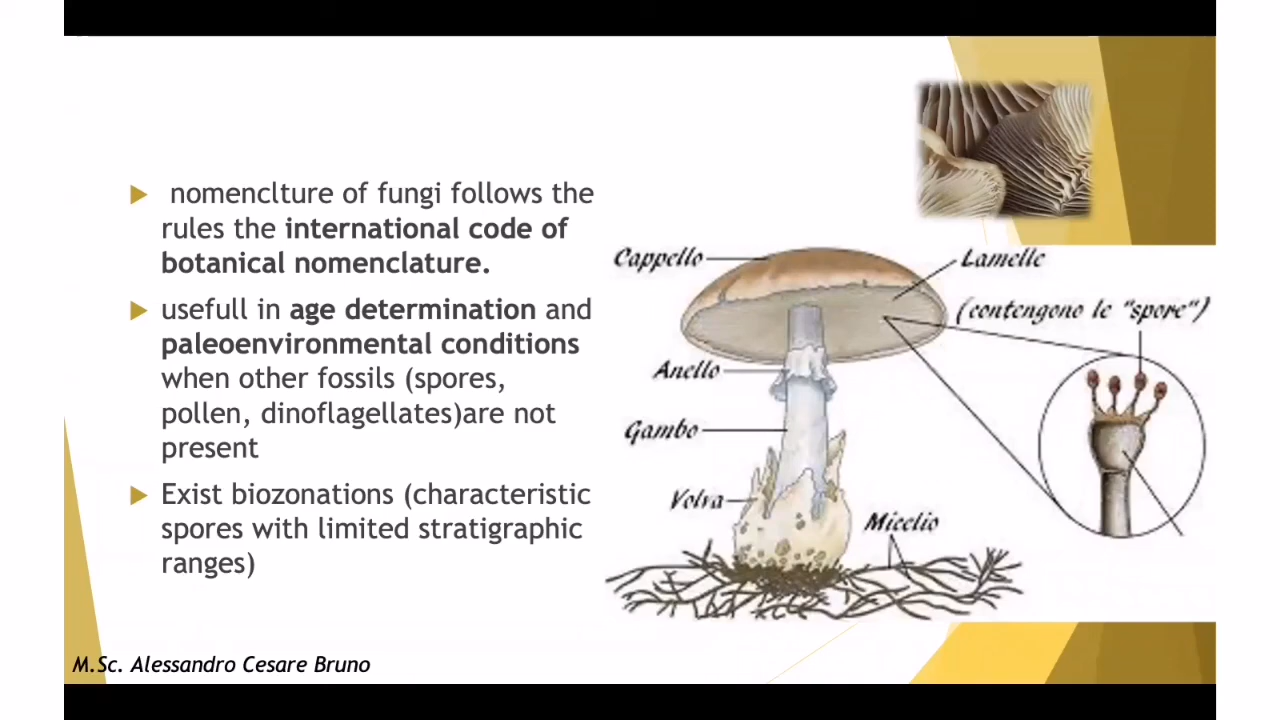 nomenclture of fungi follows the
rules the international code of
botanical nomenclature.
usefull in age determination and
paleoenvironmental conditions
when other fossils (spores,
pollen, dinoflagellates)are not
present
Exist biozonations (characteristic
spores with limited stratigraphic
ranges)
Cappello
Lamelle
(contengono le "spore")
Anello
Gambo
Volva
Micelio
M.Sc. Alessandro Cesare Bruno